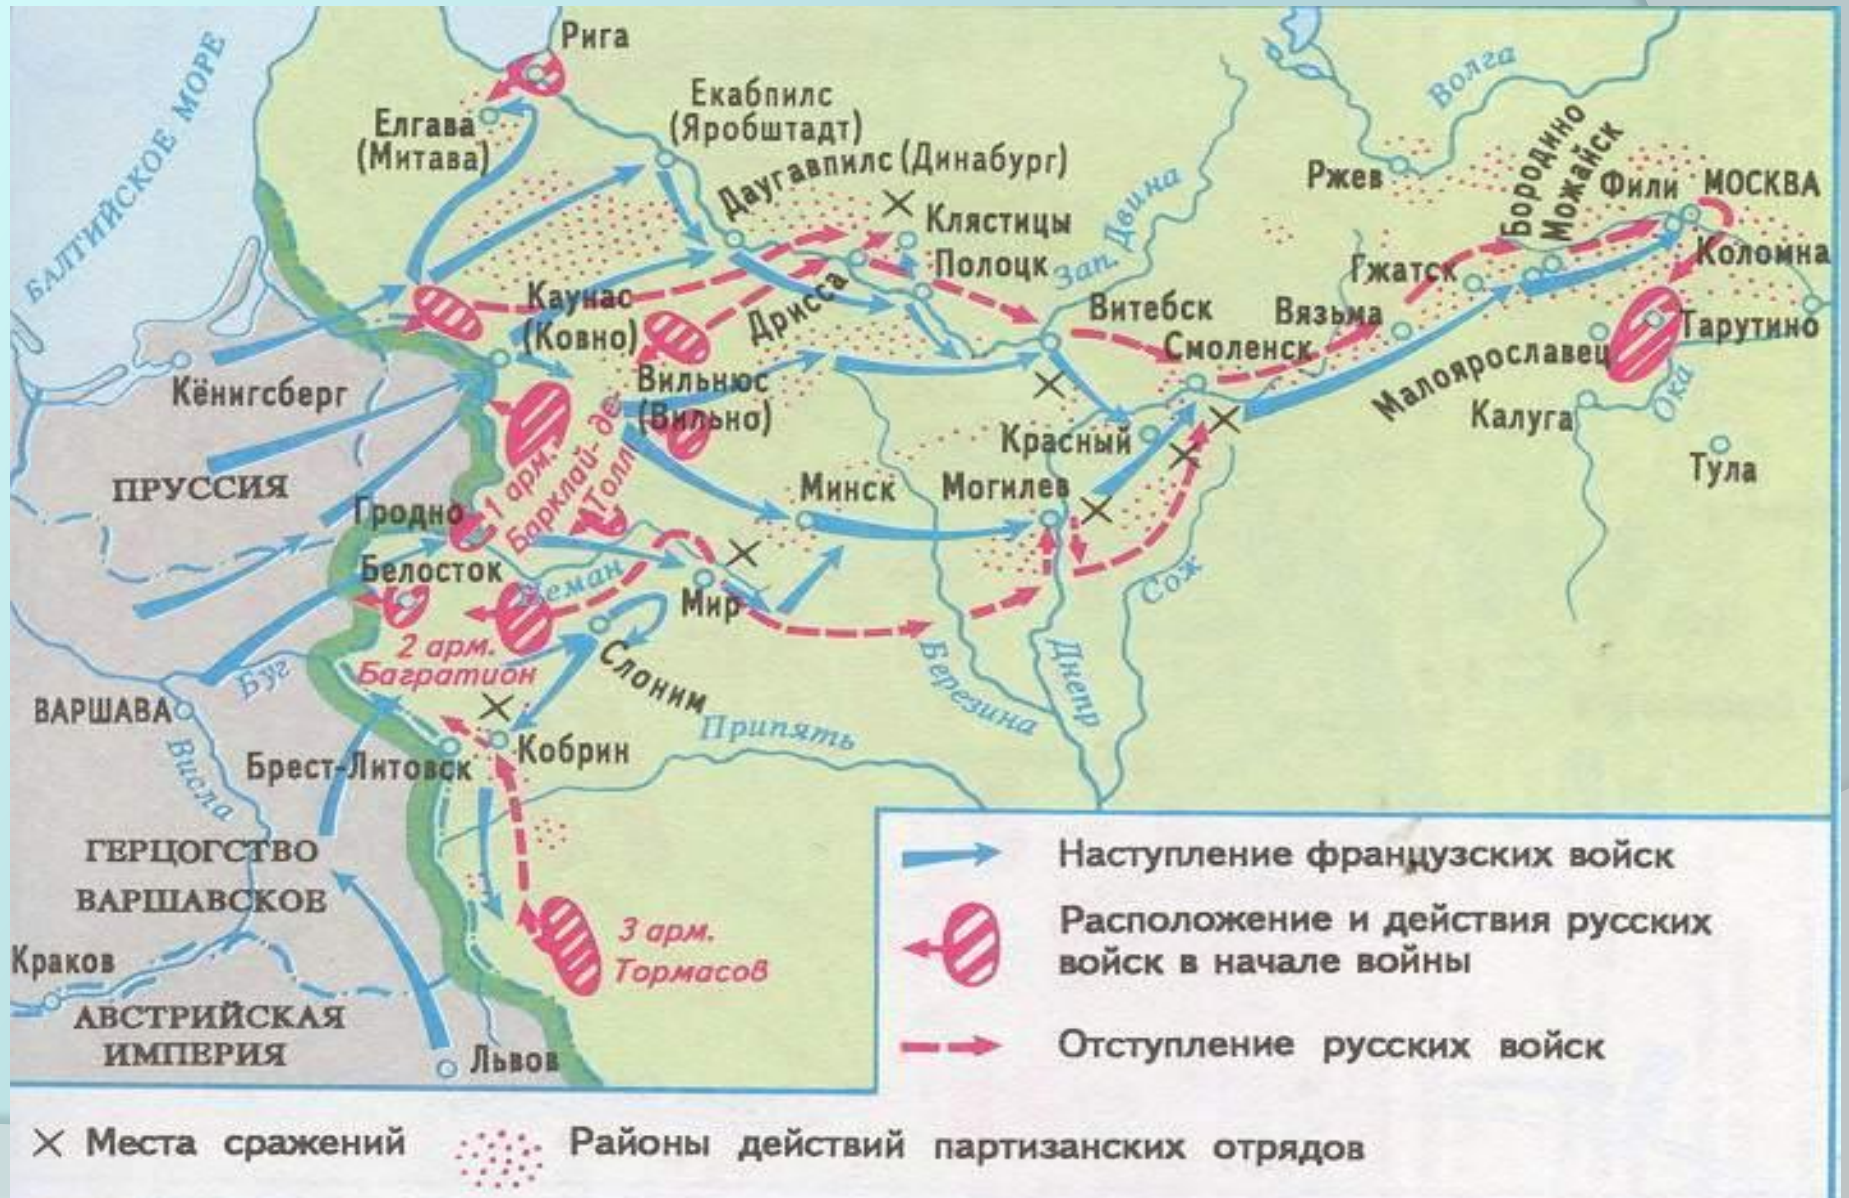 БАЛТИЙСКОЕ МОРЕ
Рига
Елгава
(Митава)
Екабпилс
(Яробштадт)
Даугавпилс (Динабург)
Клястицы
Полоцк
Зап. Двина
Волга
Ржев
Бородино
Можайск
Фили
МОСКВА
Коломна
Гжатск
Вязьма
Тарутино
Малоярославец
Калуга
Ока
Тула
Каунас
(Ковно)
Дрисса
Витебск
Смоленск
Кёнигсберг
Вильнюс
(Вильно)
Красный
ПРУССИЯ
1 арм.
Барклай-де-
Толли
Гродно
Минск
Могилев
Белосток
Неман
Мир
Сож
2 арм.
Багратион
Слоним
Березина
Днепр
Буг
ВАРШАВА
Висла
Брест-Литовск
Кобрин
Припять
ГЕРЦОГСТВО
ВАРШАВСКОЕ
3 арм.
Тормасов
Краков
АВСТРИЙСКАЯ
ИМПЕРИЯ
Львов
Наступление французских войск
Расположение и действия русских
войск в начале войны
Отступление русских войск
Места сражений
Районы действий партизанских отрядов